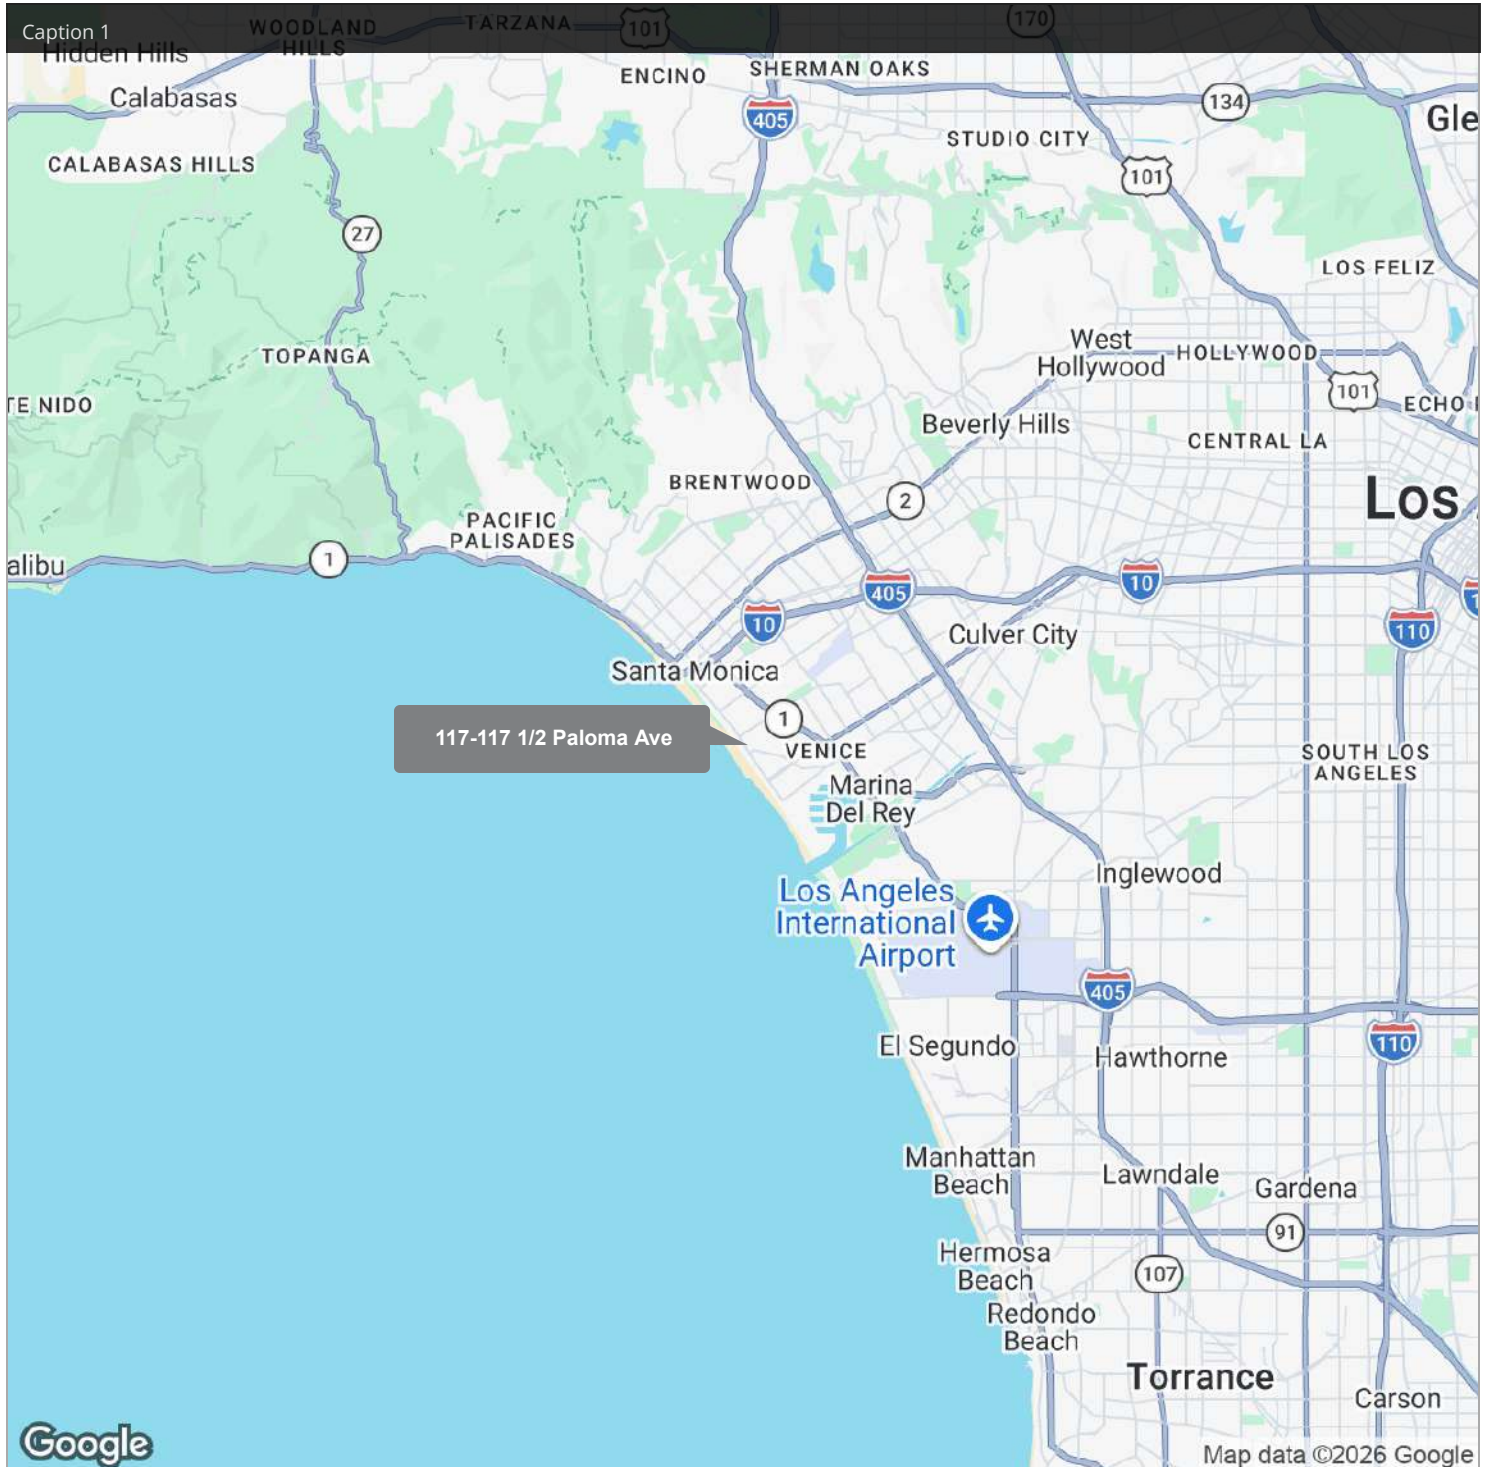 Caption 1
WOODLAND
HILLS
TARZANA
101
170
Hidden Hills
ENCINO
SHERMAN OAKS
Calabasas
405
134
Gle
STUDIO CITY
CALABASAS HILLS
101
27
LOS FELIZ
TOPANGA
West
Hollywood
HOLLYWOOD
101
TE NIDO
ECHO
Beverly Hills
CENTRAL LA
BRENTWOOD
2
Los
PACIFIC
PALISADES
1
alibu
405
10
10
110
1
Culver City
Santa Monica
1
117-117 1/2 Paloma Ave
VENICE
SOUTH LOS
ANGELES
Marina
Del Rey
Inglewood
Los Angeles
International
Airport
405
El Segundo
Hawthorne
110
Manhattan
Beach
Lawndale
Gardena
91
Hermosa
Beach
107
Redondo
Beach
Torrance
Carson
Google
Map data ©2026 Google